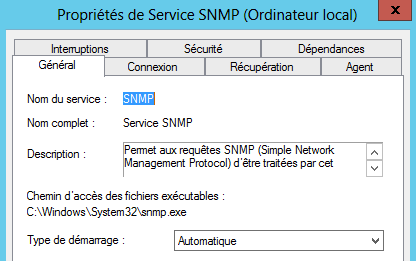 Propriétés de Service SNMP (Ordinateur local)
x
Interruptions Sécurité Dépendances
Général Connexion Récupération Agent
Nom du service : SNMP
Nom complet : Service SNMP
Description : Permet aux requêtes SNMP (Simple Network
Management Protocol) d'être traitées par cet
Chemin d'accès des fichiers exécutables :
C:\Windows\System32\snmp.exe
Type de démarrage : Automatique